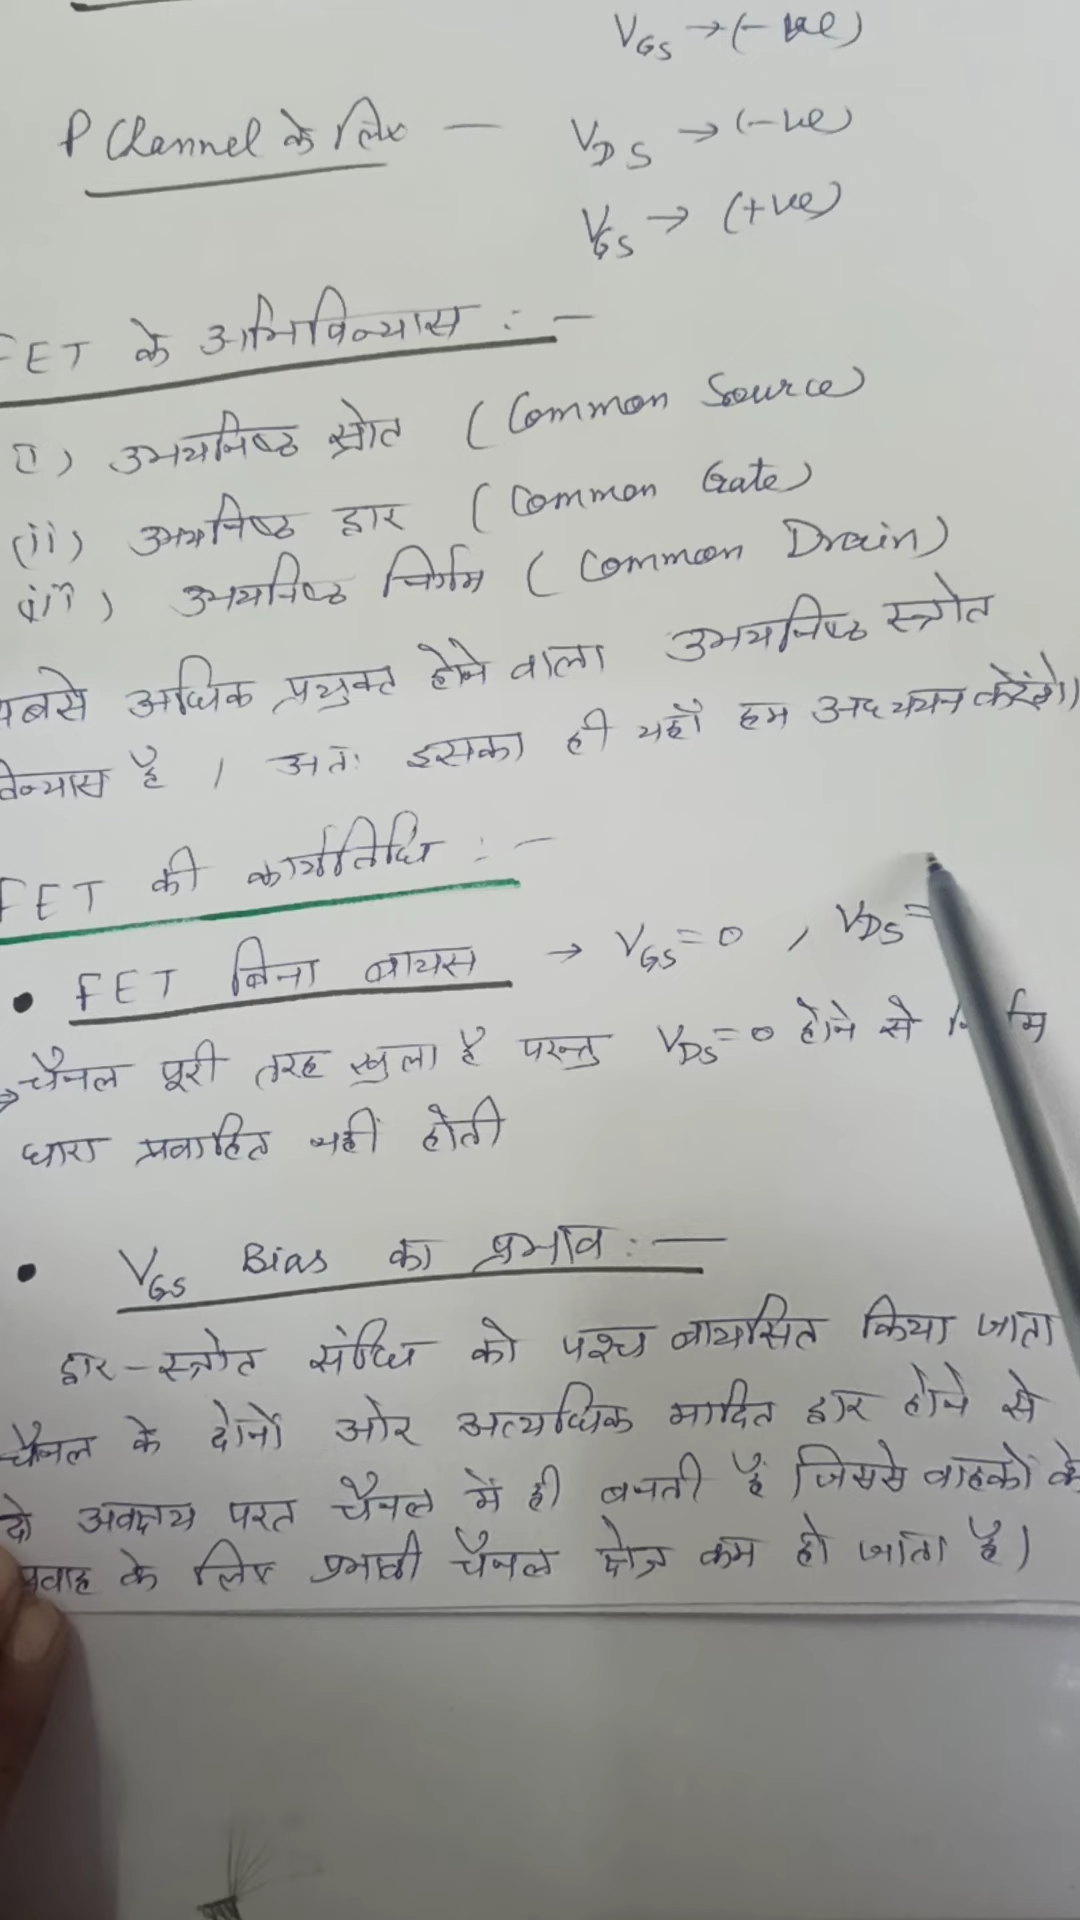 VGS → (-ve)
P Channel के लिए — VDS → (-ve)
VGS → (+ve)
FET के अभिविन्यास : —
(i) उभयनिष्ठ स्रोत (Common Source)
(ii) उभयनिष्ठ द्वार (Common Gate)
(iii) उभयनिष्ठ निर्गम (Common Drain)
सबसे अधिक प्रयुक्त होने वाला उभयनिष्ठ स्त्रोत
विन्यास है, अतः इसका ही यहाँ हम अध्ययन करेंगे।
FET की कार्यविधि : —
• FET बिना बायस → VGS = 0 , VDS =
→ चैनल पूरी तरह खुला है परन्तु VDS = 0 होने से
धारा प्रवाहित नहीं होती
• VGS Bias का प्रभाव : —
द्वार - स्त्रोत संधि को पश्च बायसित किया जाता
चैनल के दोनों ओर अत्यधिक मादित द्वार होने से
दो अवक्षय परत चैनल में ही बनती हैं जिससे वाहकों के
प्रवाह के लिए प्रभावी चैनल क्षेत्र कम हो जाता है।